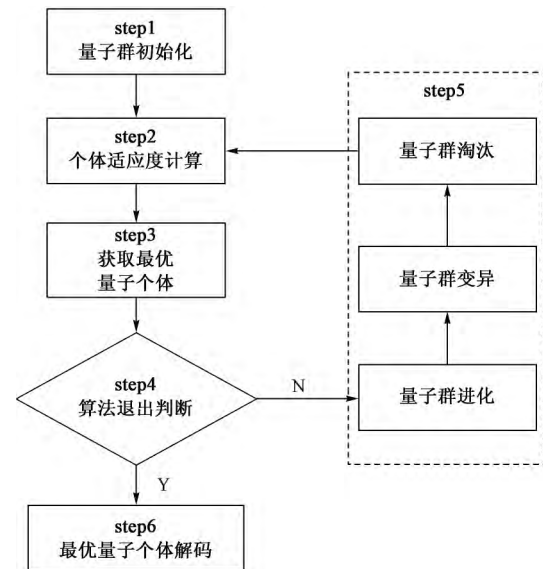 step1
量子群初始化
step2
个体适应度计算
step3
获取最优
量子个体
step4
算法退出判断
N
Y
step6
最优量子个体解码
step5
量子群淘汰
量子群变异
量子群进化